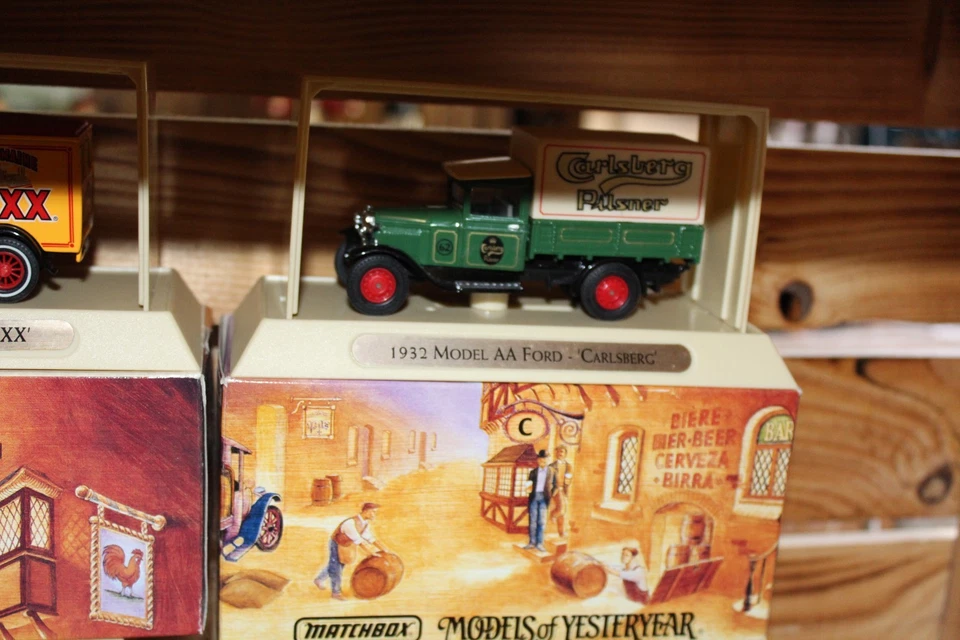 XX
XX'
Carlsberg
Pilsner
1932 MODEL AA FORD - 'CARLSBERG'
C
BIERE
BIER·BEER
CERVEZA
·BIRRA·
BAR
MATCHBOX MODELS of YESTERYEAR